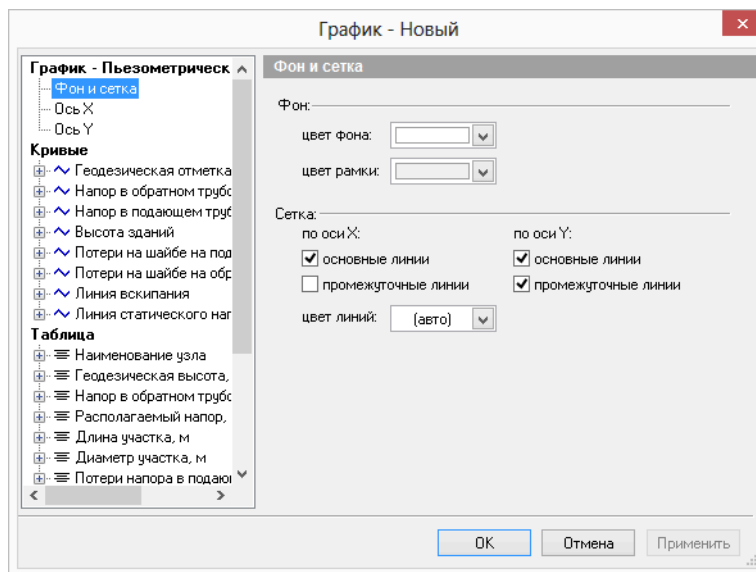 График - Новый
График - Пьезометрическ
Фон и сетка
Ось X
Ось Y
Кривые
Геодезическая отметка
Напор в обратном трубо
Напор в подающем труб
Высота зданий
Потери на шайбе на под
Потери на шайбе на обр
Линия вскипания
Линия статического нап
Таблица
Наименование узла
Геодезическая высота,
Напор в обратном трубо
Располагаемый напор,
Длина участка, м
Диаметр участка, м
Потери напора в подаю
Фон и сетка
Фон:
цвет фона:
цвет рамки:
Сетка:
по оси X: по оси Y:
основные линии основные линии
промежуточные линии промежуточные линии
цвет линий: (авто)
OK Отмена Применить